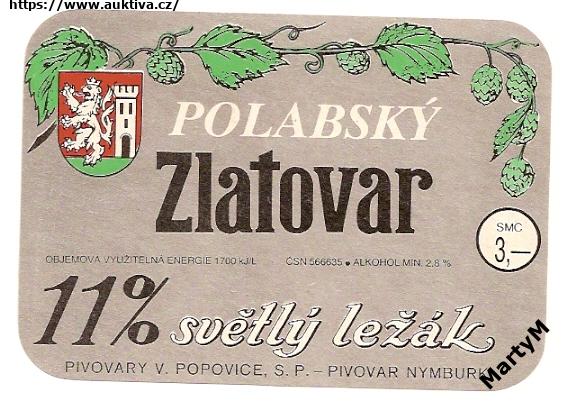 https://www.auktiva.cz/
POLABSKÝ
Zlatovar
SMC
3,—
OBJEMOVÁ VYUŽITELNÁ ENERGIE 1700 kJ/L ČSN 566635 • ALKOHOL MIN. 2,8 %
11% světlý ležák
PIVOVARY V. POPOVICE, S. P. – PIVOVAR NYMBURK
MartyM